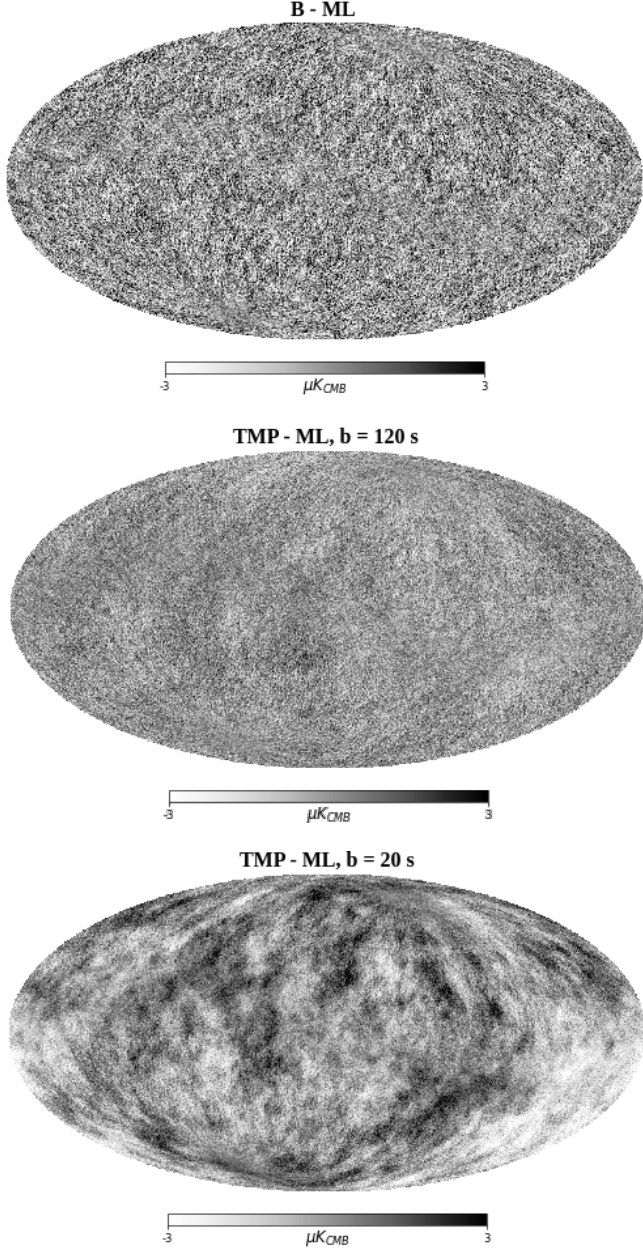 B - ML
-3 3
μK_CMB
TMP - ML, b = 120 s
-3 3
μK_CMB
TMP - ML, b = 20 s
-3 3
μK_CMB